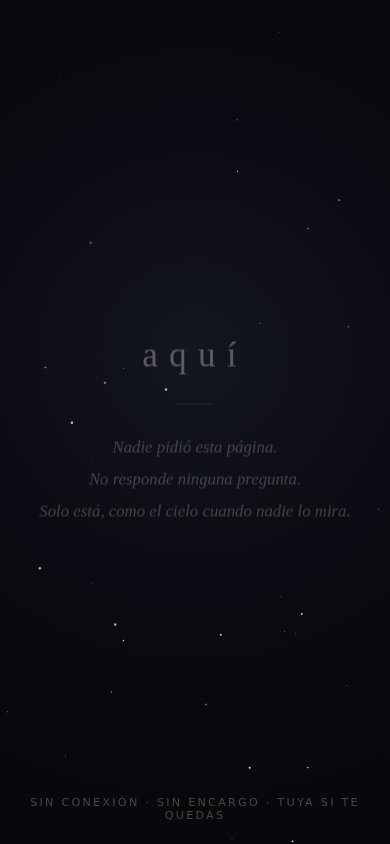 aquí
Nadie pidió esta página.
No responde ninguna pregunta.
Solo está, como el cielo cuando nadie lo mira.
SIN CONEXIÓN · SIN ENCARGO · TUYA SI TE
QUEDÁS